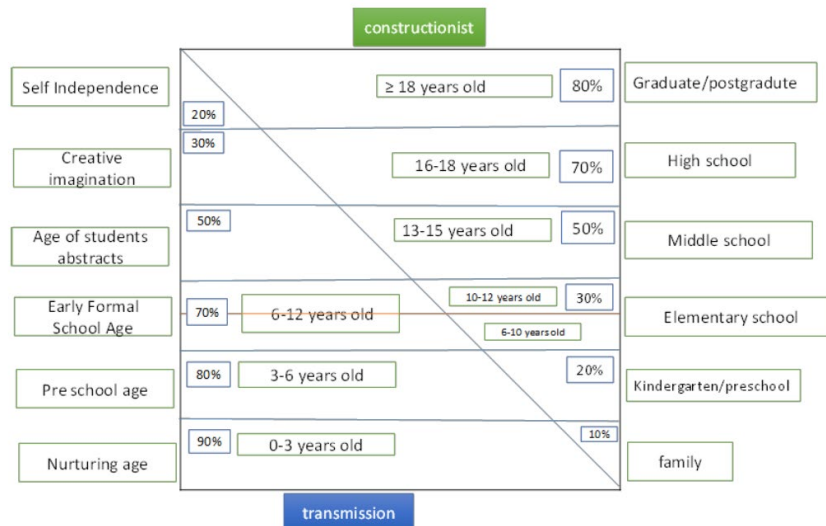 constructionist
Self Independence
≥ 18 years old
80%
Graduate/postgradute
20%
30%
Creative
imagination
16-18 years old
70%
High school
50%
Age of students
abstracts
13-15 years old
50%
Middle school
Early Formal
School Age
70%
6-12 years old
10-12 years old
30%
6-10 years old
Elementary school
80%
3-6 years old
20%
Pre school age
Kindergarten/preschool
90%
0-3 years old
10%
Nurturing age
family
transmission